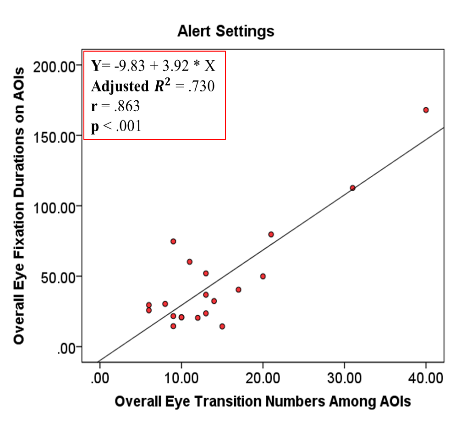 Alert Settings
Y= -9.83 + 3.92 * X
Adjusted R² = .730
r = .863
p < .001
Overall Eye Fixation Durations on AOIs
200.00
150.00
100.00
50.00
.00
.00 10.00 20.00 30.00 40.00
Overall Eye Transition Numbers Among AOIs